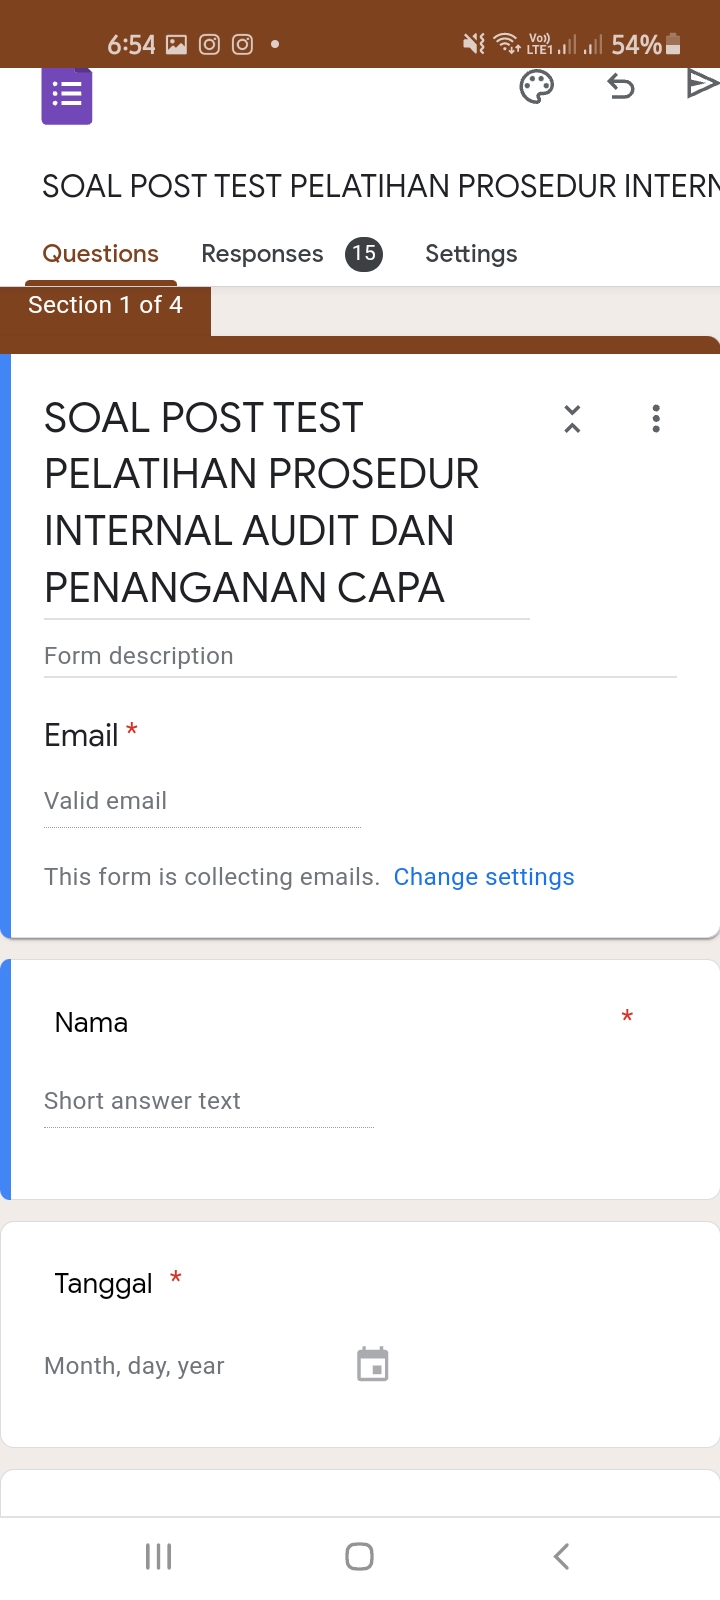 6:54
Vo))
LTE1
54%
SOAL POST TEST PELATIHAN PROSEDUR INTERN
Questions
Responses
15
Settings
Section 1 of 4
SOAL POST TEST
PELATIHAN PROSEDUR
INTERNAL AUDIT DAN
PENANGANAN CAPA
Form description
Email *
Valid email
This form is collecting emails. Change settings
Nama *
Short answer text
Tanggal *
Month, day, year